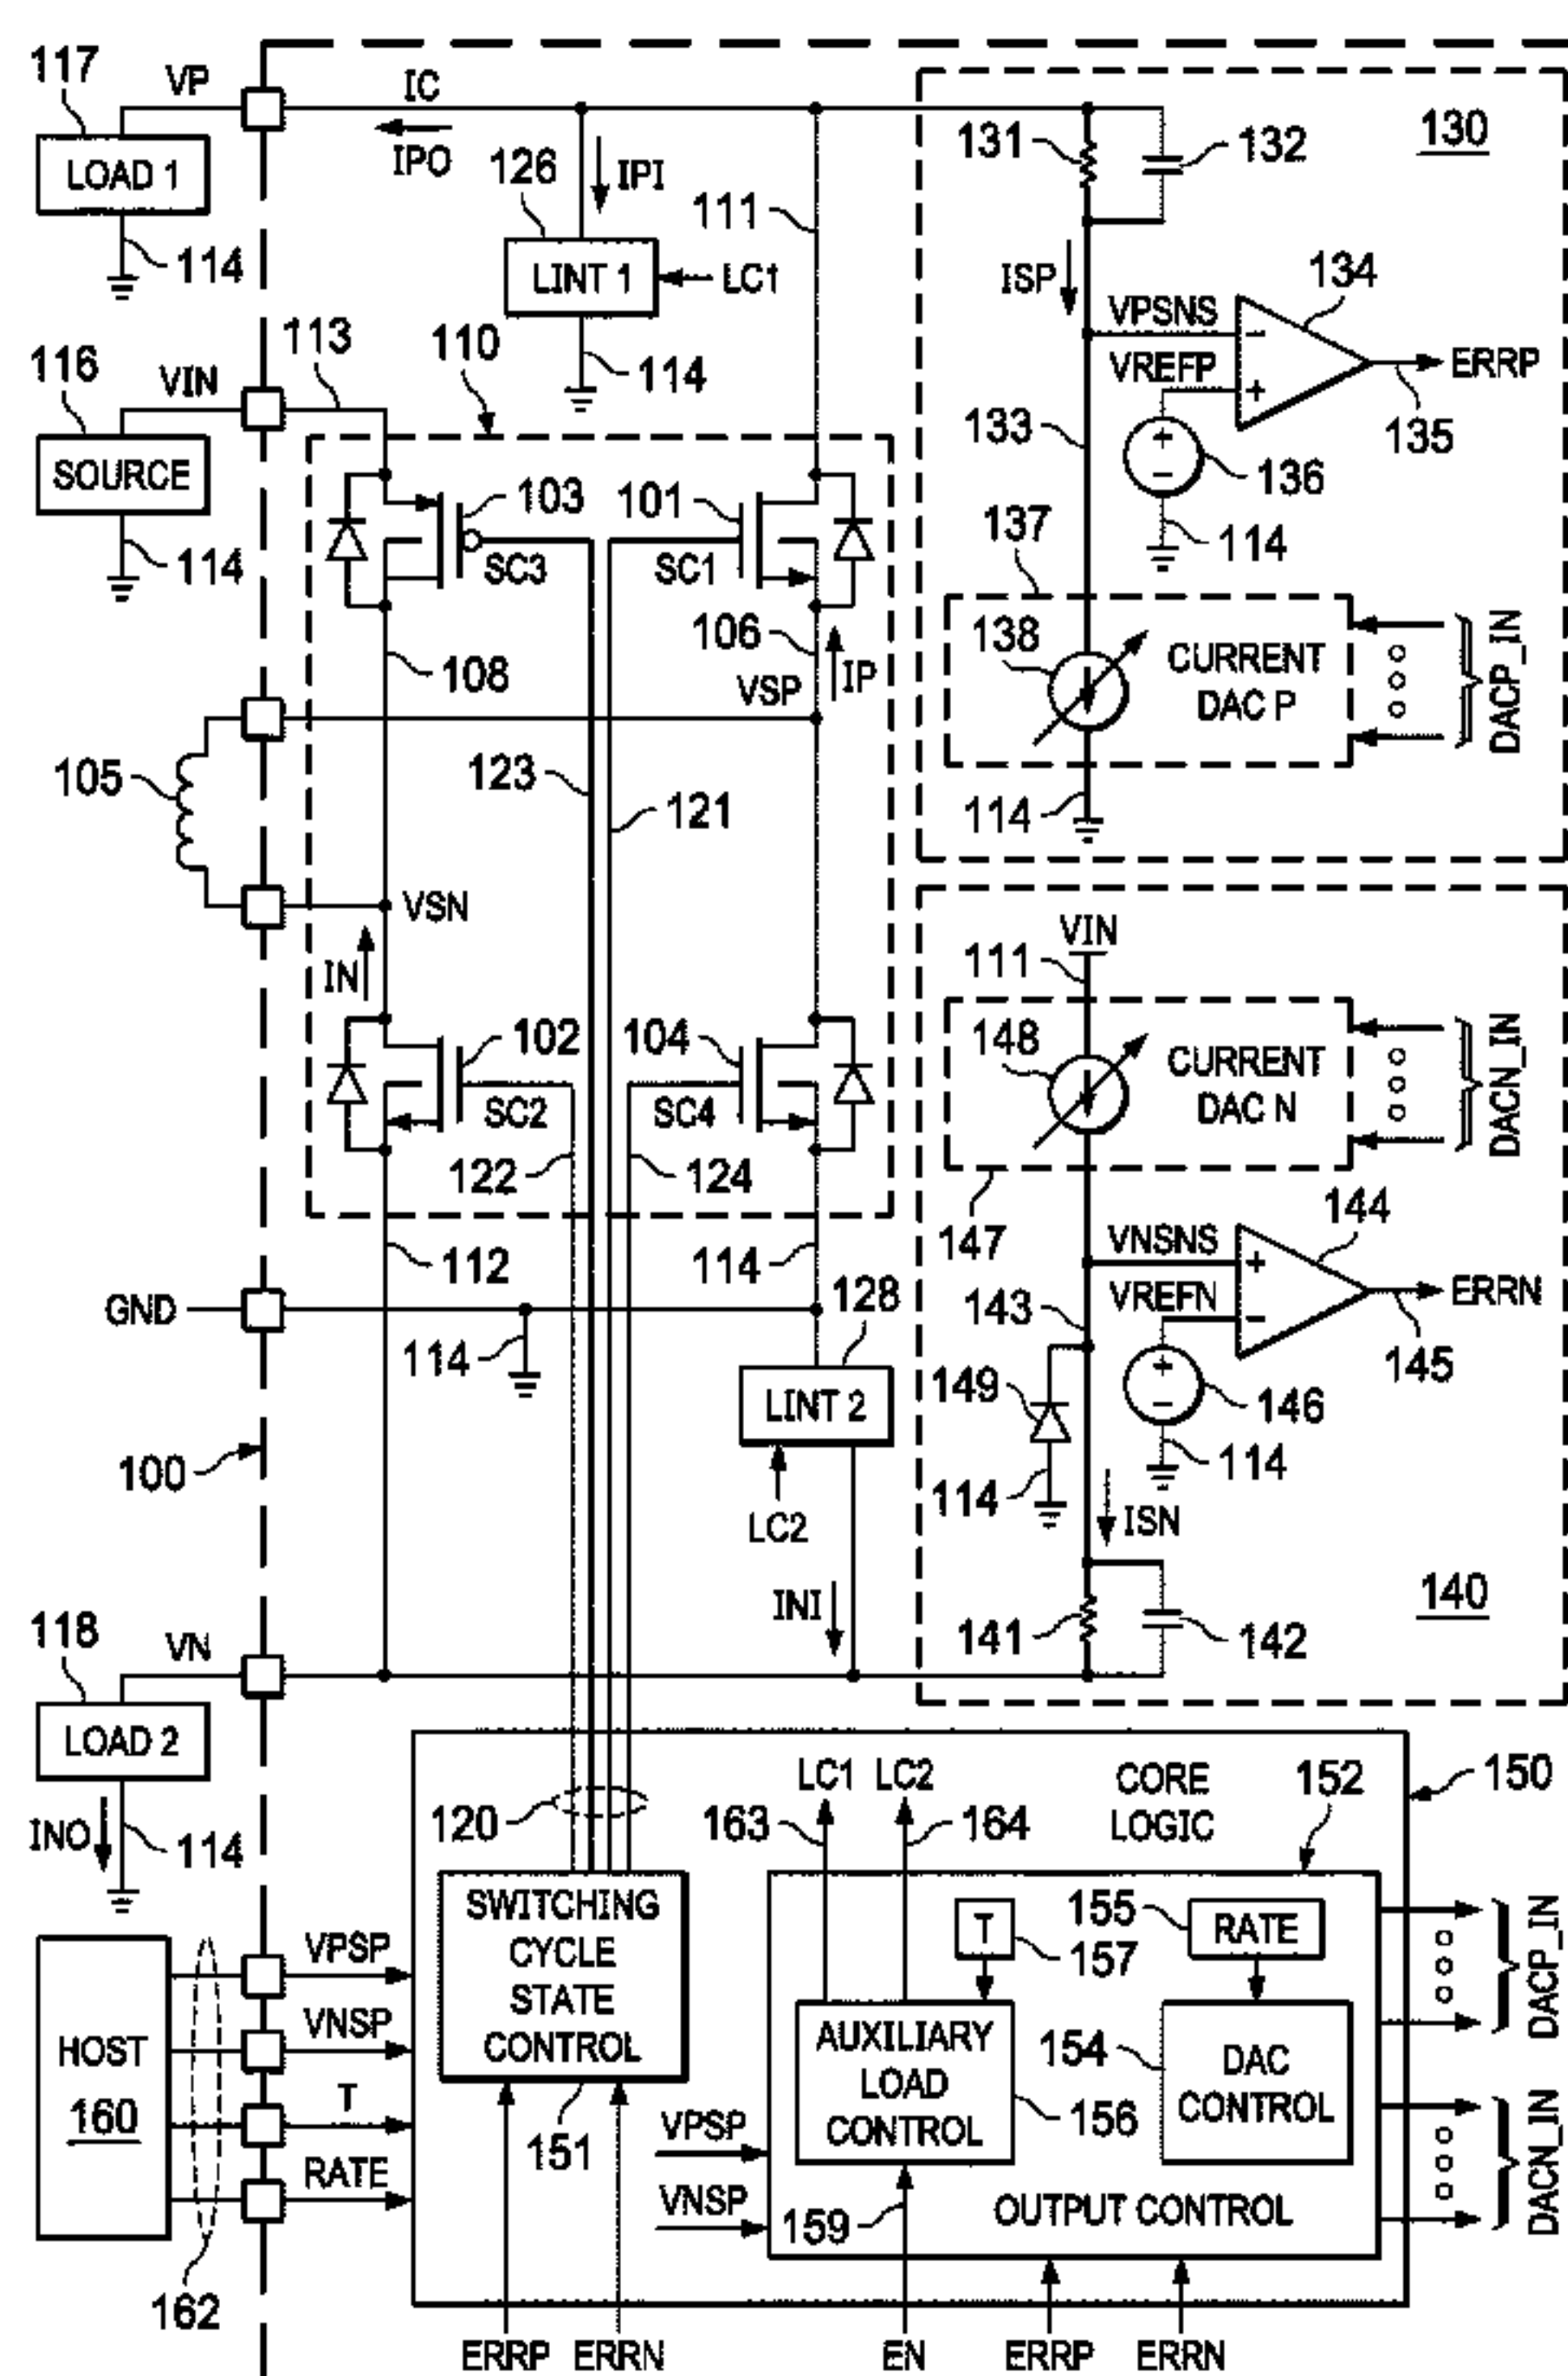 117
VP
IC
IPO
LOAD 1
114
126
IPI
LINT 1
LC1
114
111
131
132
130
ISP
VPSNS
134
VREFP
ERRP
135
133
136
114
137
138
CURRENT
DAC P
DACP_IN
114
116
VIN
113
110
SOURCE
114
103
101
SC3
SC1
106
108
VSP
IP
105
123
121
VSN
IN
102
104
SC2
SC4
122
124
112
114
GND
114
128
LINT 2
LC2
INI
100
VIN
111
148
CURRENT
DAC N
DACN_IN
147
VNSNS
144
VREFN
ERRN
145
143
149
146
114
114
ISN
141
142
140
118
VN
LOAD 2
INO
114
120
LC1
LC2
CORE
LOGIC
152
150
163
164
SWITCHING
CYCLE
STATE
CONTROL
151
T
157
155
RATE
AUXILIARY
LOAD
CONTROL
156
154
DAC
CONTROL
DACP_IN
DACN_IN
VPSP
VNSP
159
OUTPUT CONTROL
HOST
160
VPSP
VNSP
T
RATE
162
ERRP
ERRN
EN
ERRP
ERRN